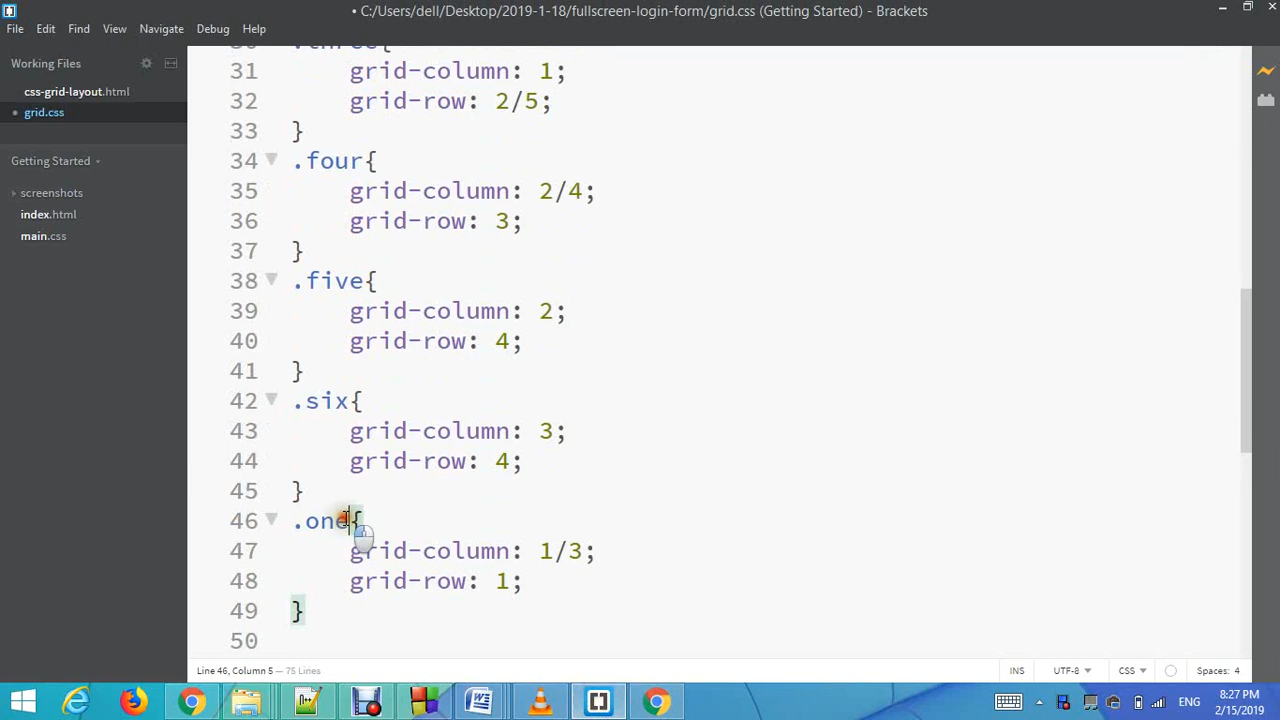 • C:/Users/dell/Desktop/2019-1-18/fullscreen-login-form/grid.css (Getting Started) - Brackets
File Edit Find View Navigate Debug Help
Working Files
css-grid-layout.html
grid.css
Getting Started
screenshots
index.html
main.css
30 .three{
31 grid-column: 1;
32 grid-row: 2/5;
33 }
34 .four{
35 grid-column: 2/4;
36 grid-row: 3;
37 }
38 .five{
39 grid-column: 2;
40 grid-row: 4;
41 }
42 .six{
43 grid-column: 3;
44 grid-row: 4;
45 }
46 .one{
47 grid-column: 1/3;
48 grid-row: 1;
49 }
50
Line 46, Column 5 — 75 Lines
INS UTF-8 CSS Spaces: 4
ENG
8:27 PM
2/15/2019